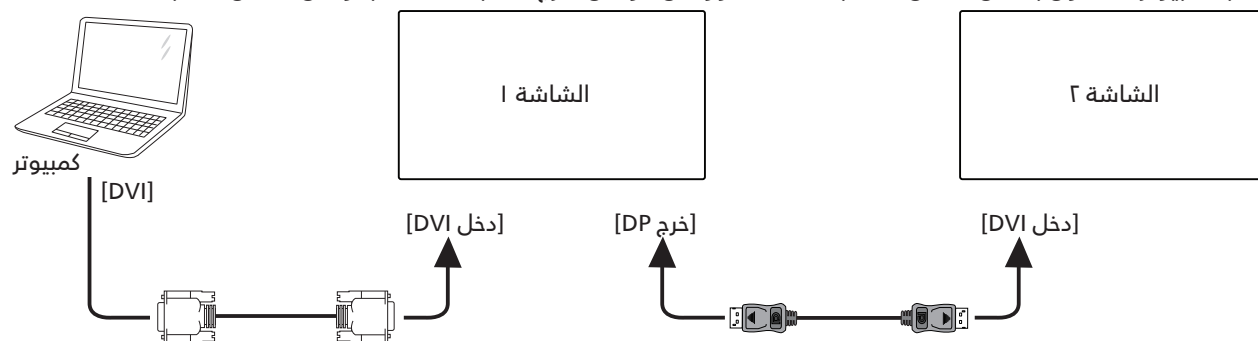 الشاشة ١
الشاشة ٢
كمبيوتر
[DVI]
[دخل DVI]
[خرج DP]
[دخل DVI]